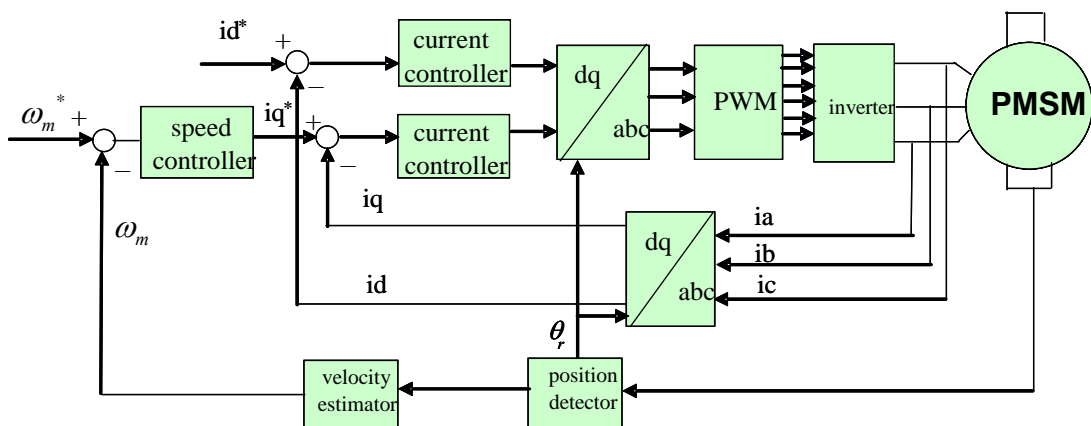 id*
+
−
current
controller
dq
abc
PWM
inverter
PMSM
ωm*
+
−
speed
controller
iq*
+
−
current
controller
iq
ωm
id
dq
abc
ia
ib
ic
θr
velocity
estimator
position
detector